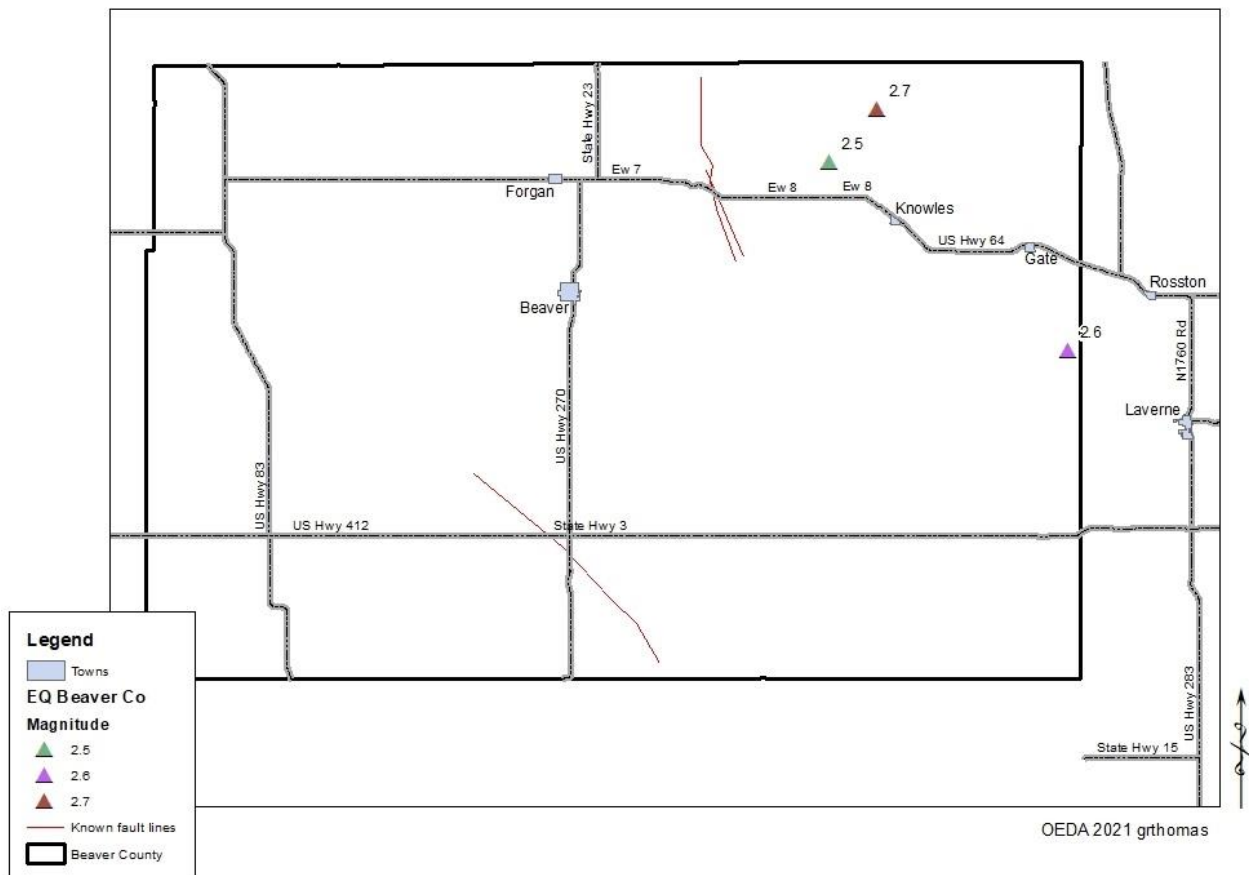 2.7
State Hwy 23
2.5
Ew 7
Forgan
Ew 8
Ew 8
Knowles
US Hwy 64
Gate
Rosston
Beaver
2.6
N1760 Rd
Laverne
US Hwy 270
US Hwy 83
US Hwy 412
State Hwy 3
US Hwy 283
State Hwy 15
Legend
Towns
EQ Beaver Co
Magnitude
2.5
2.6
2.7
Known fault lines
Beaver County
OEDA 2021 grthomas